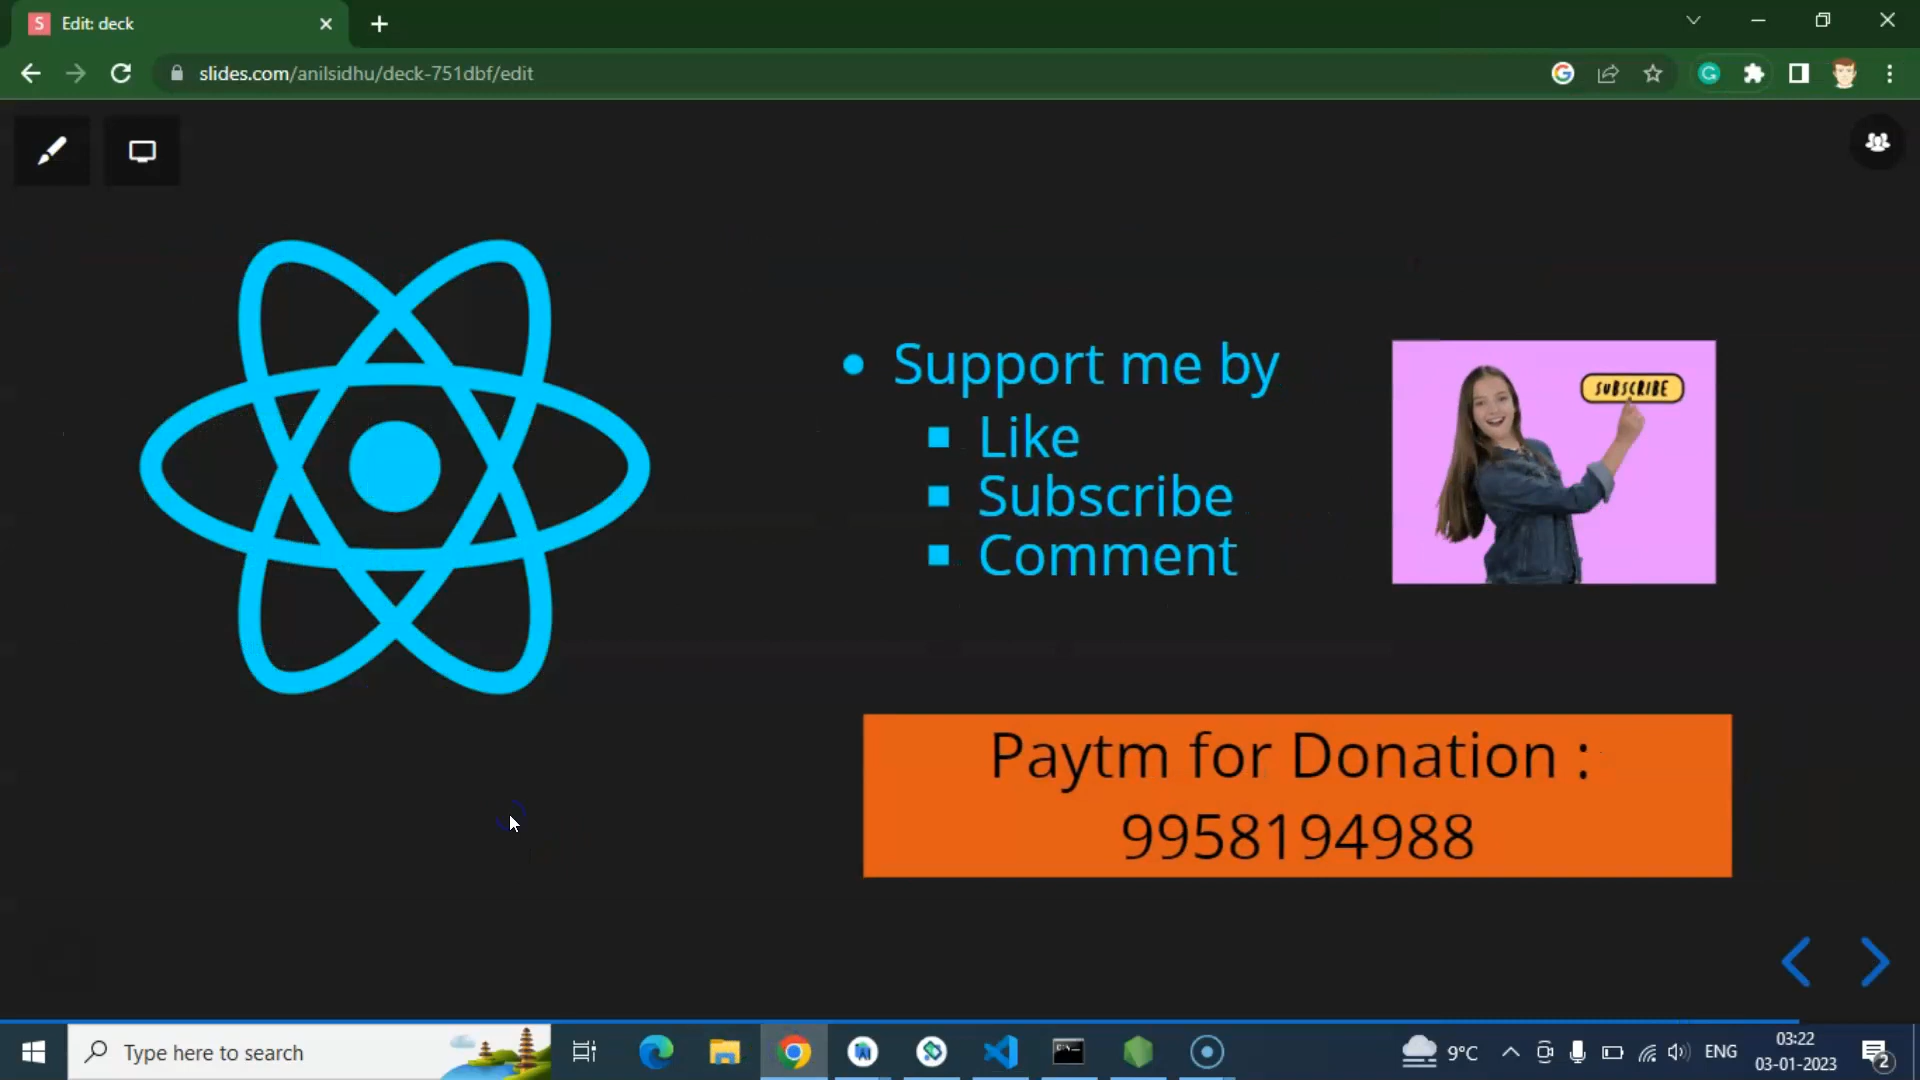 S Edit: deck
slides.com/anilsidhu/deck-751dbf/edit
Support me by
Like
Subscribe
Comment
SUBSCRIBE
Paytm for Donation :
9958194988
Type here to search
9°C
ENG
03:22
03-01-2023
2